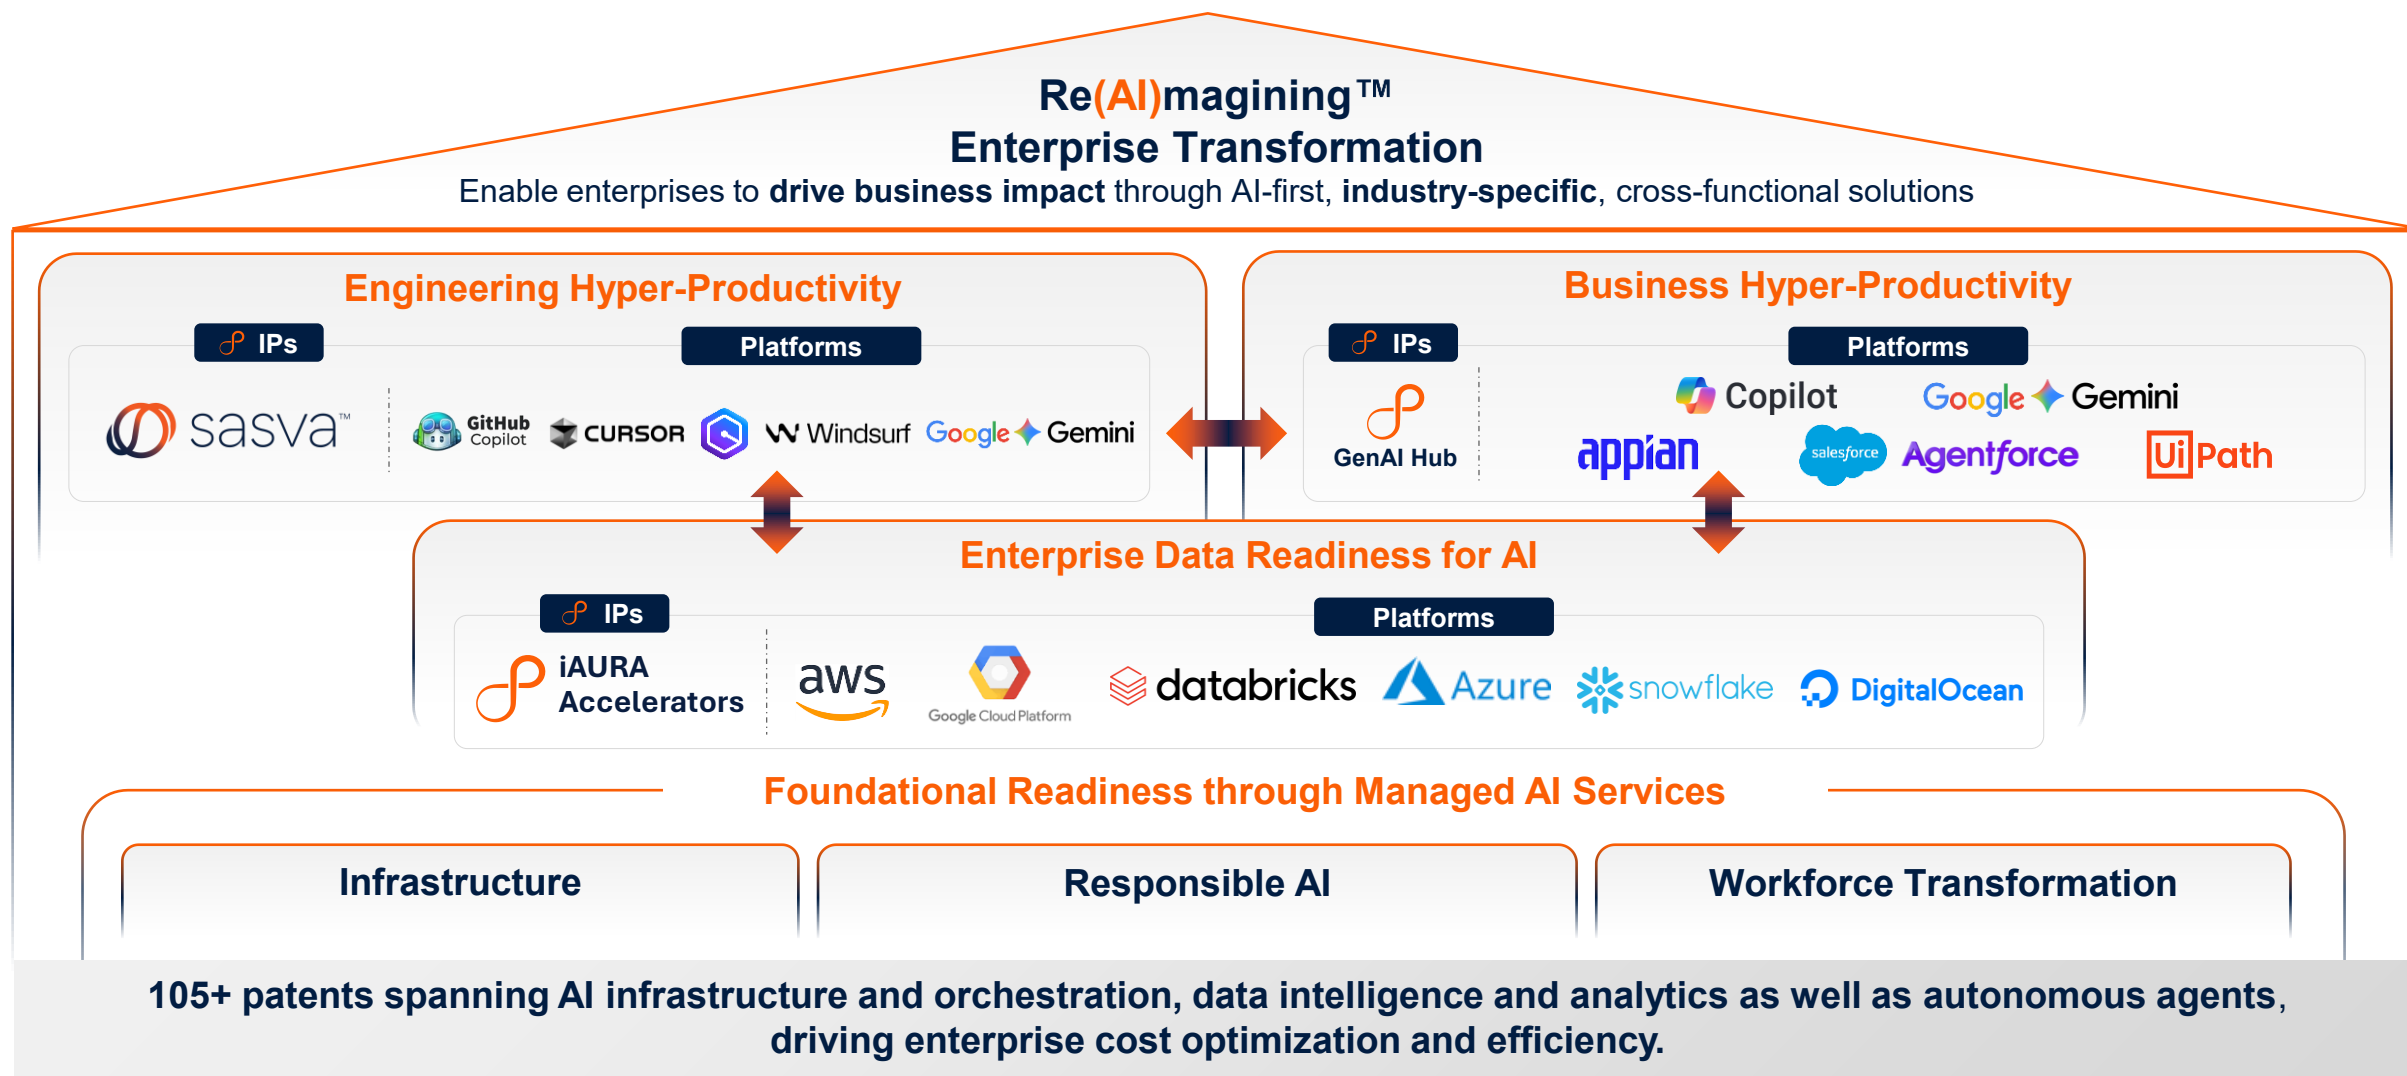 Re(AI)magining™
Enterprise Transformation
Enable enterprises to drive business impact through AI-first, industry-specific, cross-functional solutions
Engineering Hyper-Productivity
IPs
Platforms
sasva™
GitHub
Copilot
CURSOR
Windsurf
Google Gemini
Business Hyper-Productivity
IPs
Platforms
GenAI Hub
Copilot
Google Gemini
appian
salesforce
Agentforce
UiPath
Enterprise Data Readiness for AI
IPs
Platforms
iAURA
Accelerators
aws
Google Cloud Platform
databricks
Azure
snowflake
DigitalOcean
Foundational Readiness through Managed AI Services
Infrastructure
Responsible AI
Workforce Transformation
105+ patents spanning AI infrastructure and orchestration, data intelligence and analytics as well as autonomous agents,
driving enterprise cost optimization and efficiency.